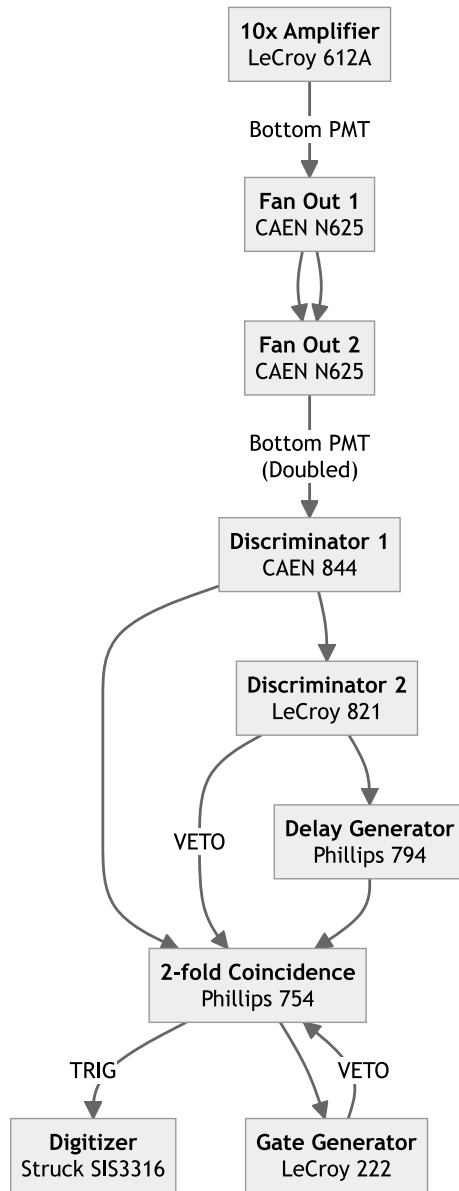 10x Amplifier
LeCroy 612A
Bottom PMT
Fan Out 1
CAEN N625
Fan Out 2
CAEN N625
Bottom PMT
(Doubled)
Discriminator 1
CAEN 844
Discriminator 2
LeCroy 821
VETO
Delay Generator
Phillips 794
2-fold Coincidence
Phillips 754
TRIG
VETO
Digitizer
Struck SIS3316
Gate Generator
LeCroy 222